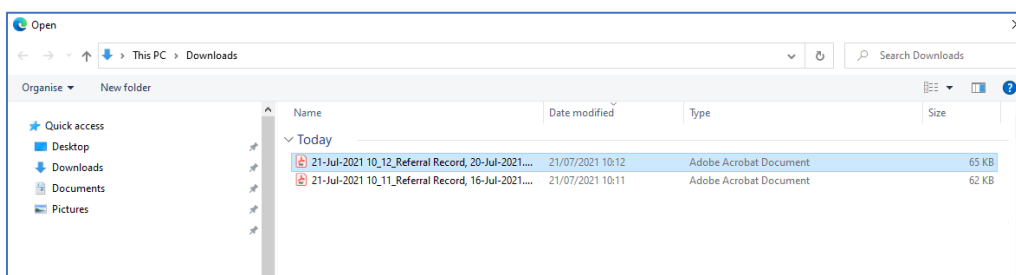 Open
This PC > Downloads
Search Downloads
Organise
New folder
Name
Date modified
Type
Size
Quick access
Desktop
Downloads
Documents
Pictures
Today
21-Jul-2021 10_12_Referral Record, 20-Jul-2021.... 21/07/2021 10:12 Adobe Acrobat Document 65 KB
21-Jul-2021 10_11_Referral Record, 16-Jul-2021.... 21/07/2021 10:11 Adobe Acrobat Document 62 KB